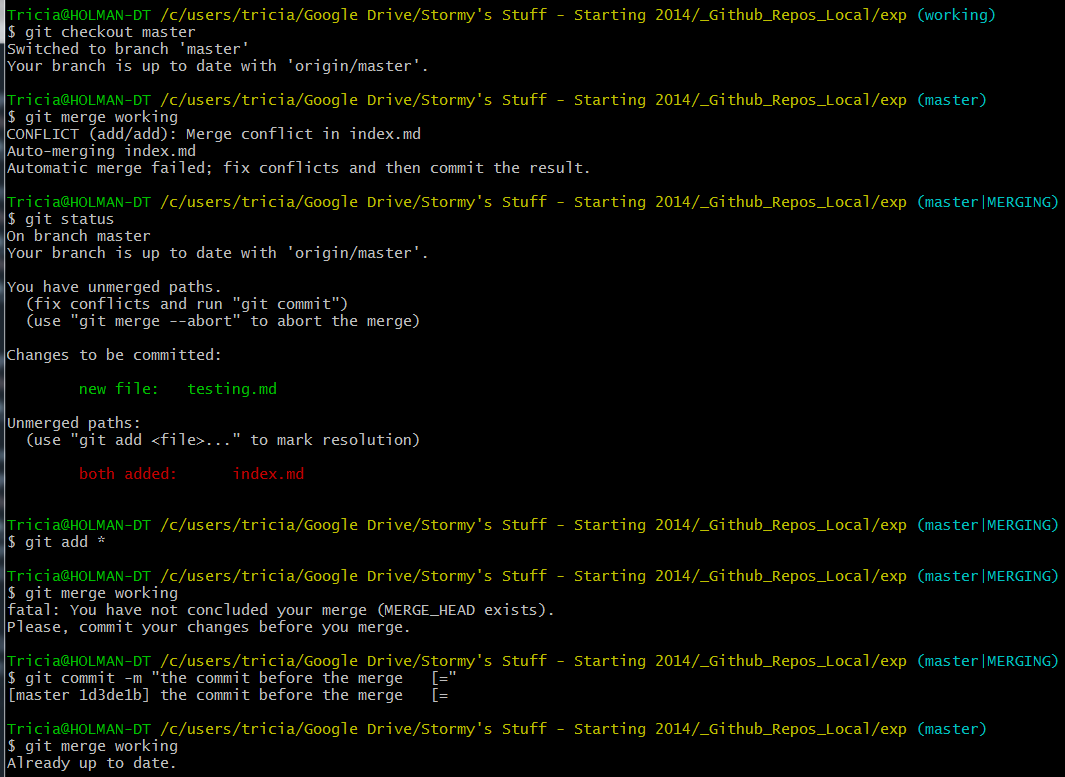 Tricia@HOLMAN-DT /c/users/tricia/Google Drive/Stormy's Stuff - Starting 2014/_Github_Repos_Local/exp (working)
$ git checkout master
Switched to branch 'master'
Your branch is up to date with 'origin/master'.
Tricia@HOLMAN-DT /c/users/tricia/Google Drive/Stormy's Stuff - Starting 2014/_Github_Repos_Local/exp (master)
$ git merge working
CONFLICT (add/add): Merge conflict in index.md
Auto-merging index.md
Automatic merge failed; fix conflicts and then commit the result.
Tricia@HOLMAN-DT /c/users/tricia/Google Drive/Stormy's Stuff - Starting 2014/_Github_Repos_Local/exp (master|MERGING)
$ git status
On branch master
Your branch is up to date with 'origin/master'.
You have unmerged paths.
  (fix conflicts and run "git commit")
  (use "git merge --abort" to abort the merge)
Changes to be committed:
        new file:   testing.md
Unmerged paths:
  (use "git add <file>..." to mark resolution)
        both added:      index.md
Tricia@HOLMAN-DT /c/users/tricia/Google Drive/Stormy's Stuff - Starting 2014/_Github_Repos_Local/exp (master|MERGING)
$ git add *
Tricia@HOLMAN-DT /c/users/tricia/Google Drive/Stormy's Stuff - Starting 2014/_Github_Repos_Local/exp (master|MERGING)
$ git merge working
fatal: You have not concluded your merge (MERGE_HEAD exists).
Please, commit your changes before you merge.
Tricia@HOLMAN-DT /c/users/tricia/Google Drive/Stormy's Stuff - Starting 2014/_Github_Repos_Local/exp (master|MERGING)
$ git commit -m "the commit before the merge   [="
[master 1d3de1b] the commit before the merge   [=
Tricia@HOLMAN-DT /c/users/tricia/Google Drive/Stormy's Stuff - Starting 2014/_Github_Repos_Local/exp (master)
$ git merge working
Already up to date.